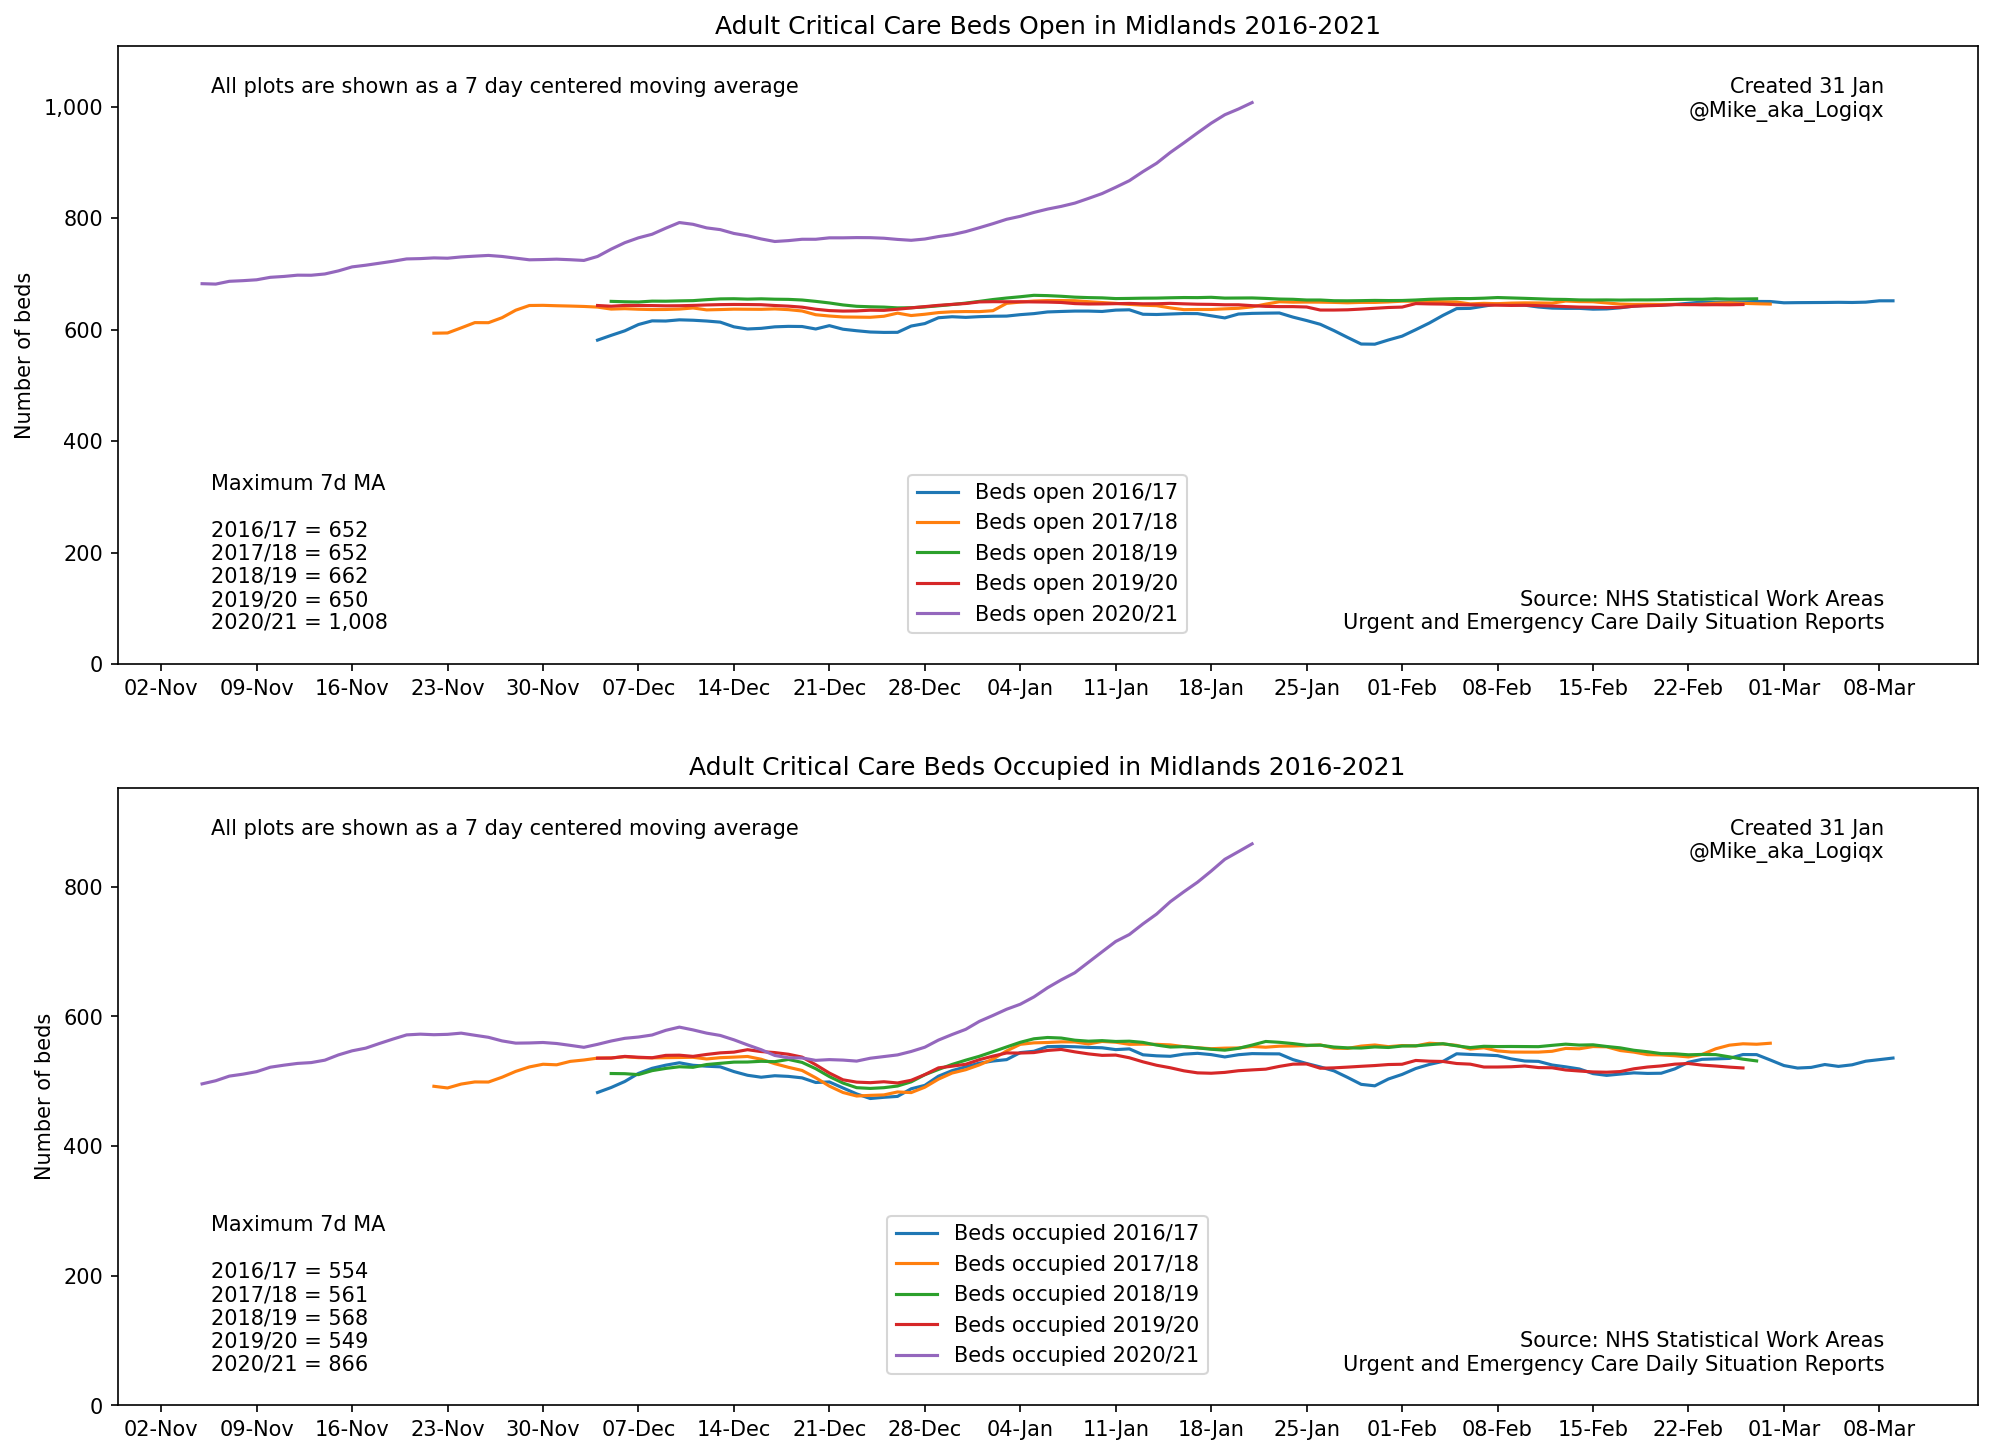 Adult Critical Care Beds Open in Midlands 2016-2021
All plots are shown as a 7 day centered moving average
Created 31 Jan
@Mike_aka_Logiqx
1,000
800
600
400
200
0
Number of beds
Maximum 7d MA
2016/17 = 652
2017/18 = 652
2018/19 = 662
2019/20 = 650
2020/21 = 1,008
Beds open 2016/17
Beds open 2017/18
Beds open 2018/19
Beds open 2019/20
Beds open 2020/21
Source: NHS Statistical Work Areas
Urgent and Emergency Care Daily Situation Reports
02-Nov 09-Nov 16-Nov 23-Nov 30-Nov 07-Dec 14-Dec 21-Dec 28-Dec 04-Jan 11-Jan 18-Jan 25-Jan 01-Feb 08-Feb 15-Feb 22-Feb 01-Mar 08-Mar
Adult Critical Care Beds Occupied in Midlands 2016-2021
All plots are shown as a 7 day centered moving average
Created 31 Jan
@Mike_aka_Logiqx
800
600
400
200
0
Number of beds
Maximum 7d MA
2016/17 = 554
2017/18 = 561
2018/19 = 568
2019/20 = 549
2020/21 = 866
Beds occupied 2016/17
Beds occupied 2017/18
Beds occupied 2018/19
Beds occupied 2019/20
Beds occupied 2020/21
Source: NHS Statistical Work Areas
Urgent and Emergency Care Daily Situation Reports
02-Nov 09-Nov 16-Nov 23-Nov 30-Nov 07-Dec 14-Dec 21-Dec 28-Dec 04-Jan 11-Jan 18-Jan 25-Jan 01-Feb 08-Feb 15-Feb 22-Feb 01-Mar 08-Mar